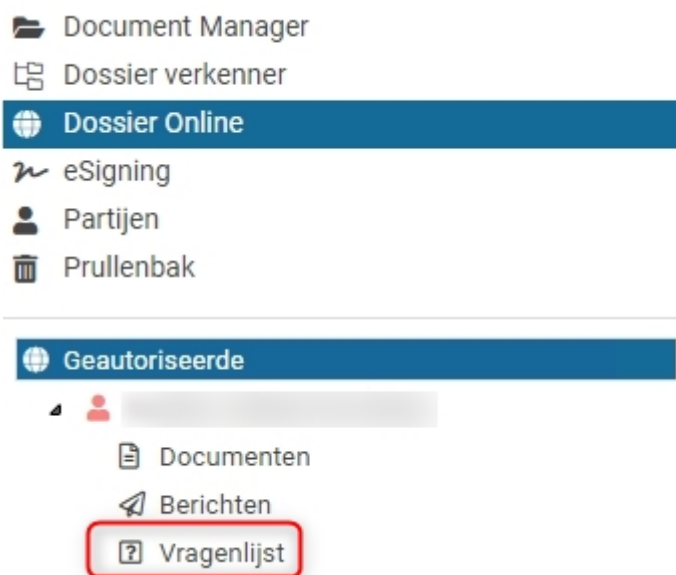 Document Manager
Dossier verkenner
Dossier Online
eSigning
Partijen
Prullenbak
Geautoriseerde
Documenten
Berichten
Vragenlijst